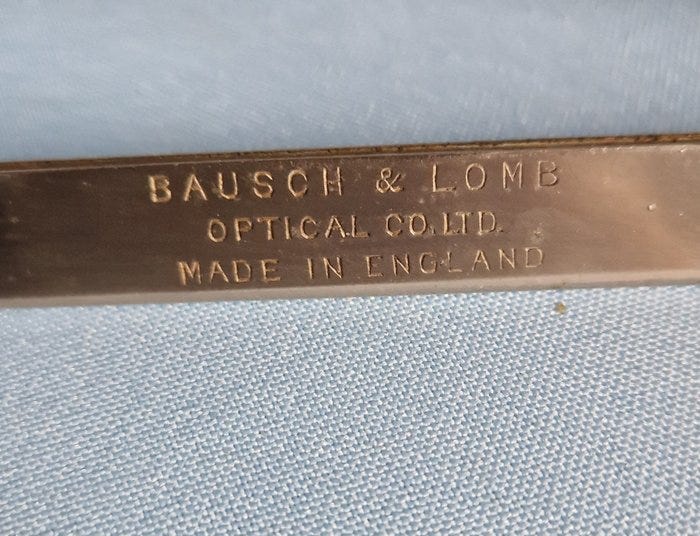 BAUSCH & LOMB
OPTICAL CO. LTD.
MADE IN ENGLAND